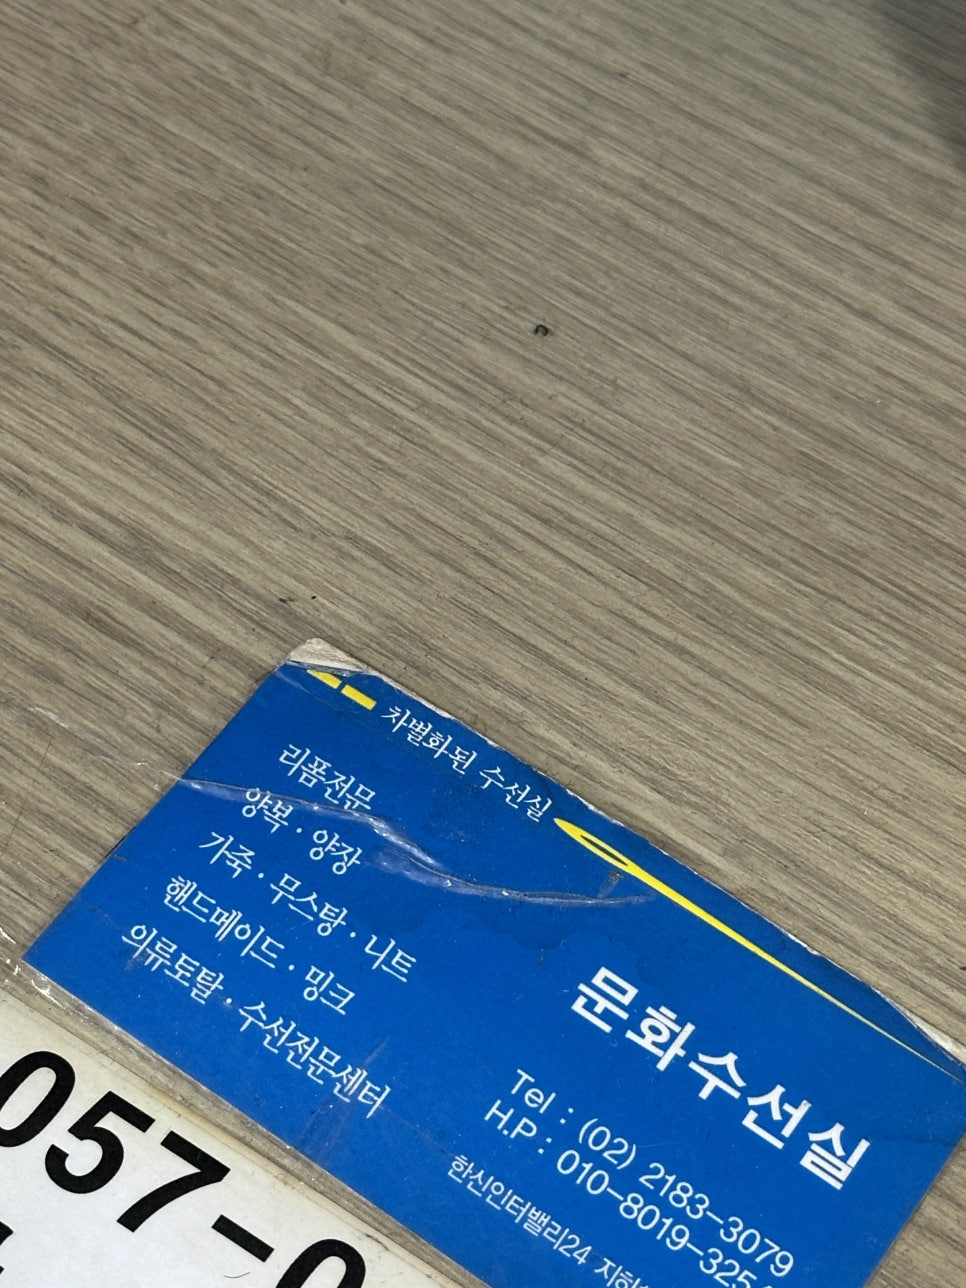 차별화된 수선실
리폼전문
양복 · 양장
가죽 · 무스탕 · 니트
핸드메이드 · 밍크
의류토탈 · 수선전문센터
문화수선실
Tel : (02) 2183-3079
H.P : 010-8019-325
한신인터밸리24 지하
057-0